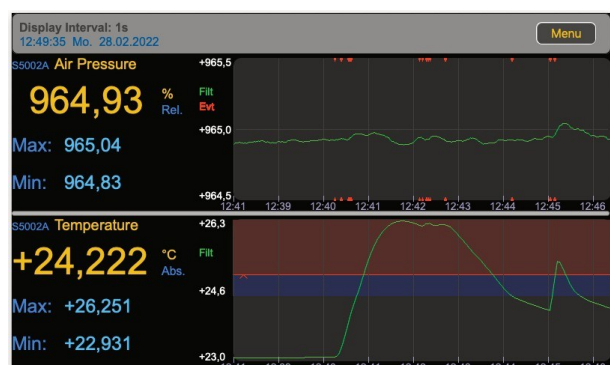 Display Interval: 1s
12:49:35 Mo. 28.02.2022
Menu
S5002A Air Pressure
964,93 % Rel.
Max: 965,04
Min: 964,83
+965,5
Filt
Evt
+965,0
+964,5
12:41 12:39 12:40 12:41 12:42 12:43 12:44 12:45 12:46
S5002A Temperature
+24,222 °C Abs.
Max: +26,251
Min: +22,931
+26,3
Filt
+24,6
+23,0